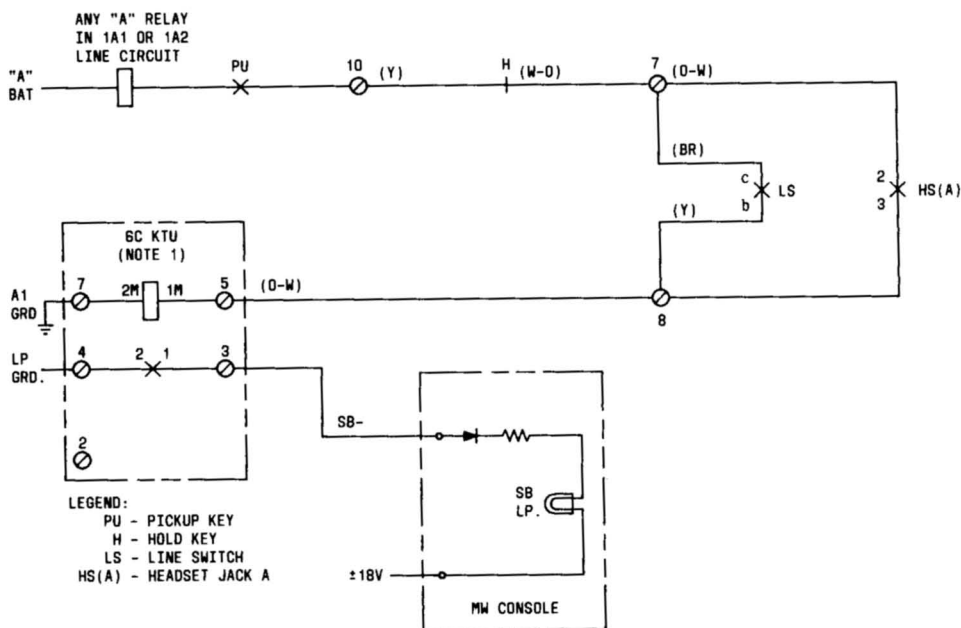 ANY "A" RELAY
IN 1A1 OR 1A2
LINE CIRCUIT
"A"
BAT
PU
10
(Y)
H
(W-O)
7
(O-W)
(BR)
c
b
LS
2
3
HS(A)
(Y)
8
6C KTU
(NOTE 1)
A1
GRD
7
2M
1M
5
(O-W)
LP
GRD.
4
2
1
3
2
SB-
SB
LP.
±18V
MW CONSOLE
LEGEND:
PU - PICKUP KEY
H - HOLD KEY
LS - LINE SWITCH
HS(A) - HEADSET JACK A